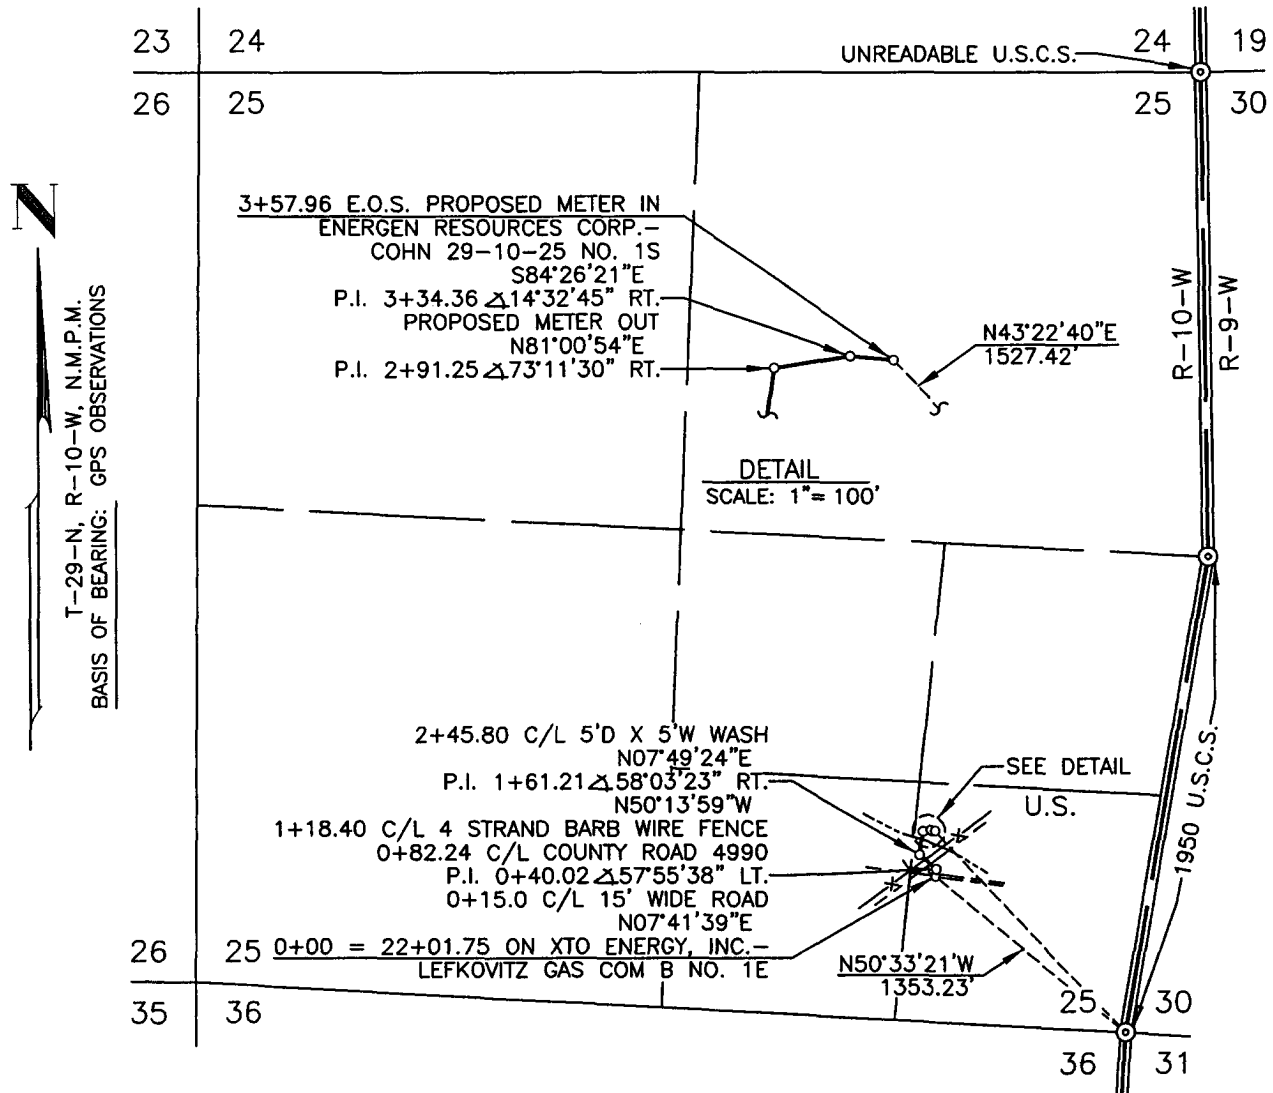 23 24
UNREADABLE U.S.C.S.
24 19
26 25
25 30
N
T-29-N, R-10-W, N.M.P.M.
BASIS OF BEARING: GPS OBSERVATIONS
3+57.96 E.O.S. PROPOSED METER IN
ENERGEN RESOURCES CORP.-
COHN 29-10-25 NO. 1S
S84°26'21"E
P.I. 3+34.36 ∡14°32'45" RT.
PROPOSED METER OUT
N81°00'54"E
P.I. 2+91.25 ∡73°11'30" RT.
N43°22'40"E
1527.42'
R-10-W
R-9-W
DETAIL
SCALE: 1"= 100'
2+45.80 C/L 5'D X 5'W WASH
N07°49'24"E
P.I. 1+61.21 ∡58°03'23" RT.
N50°13'59"W
1+18.40 C/L 4 STRAND BARB WIRE FENCE
0+82.24 C/L COUNTY ROAD 4990
P.I. 0+40.02 ∡57°55'38" LT.
0+15.0 C/L 15' WIDE ROAD
N07°41'39"E
0+00 = 22+01.75 ON XTO ENERGY, INC.-
LEFKOVITZ GAS COM B NO. 1E
SEE DETAIL
U.S.
1950 U.S.C.S.
N50°33'21'W
1353.23'
26 25
35 36
25 30
36 31